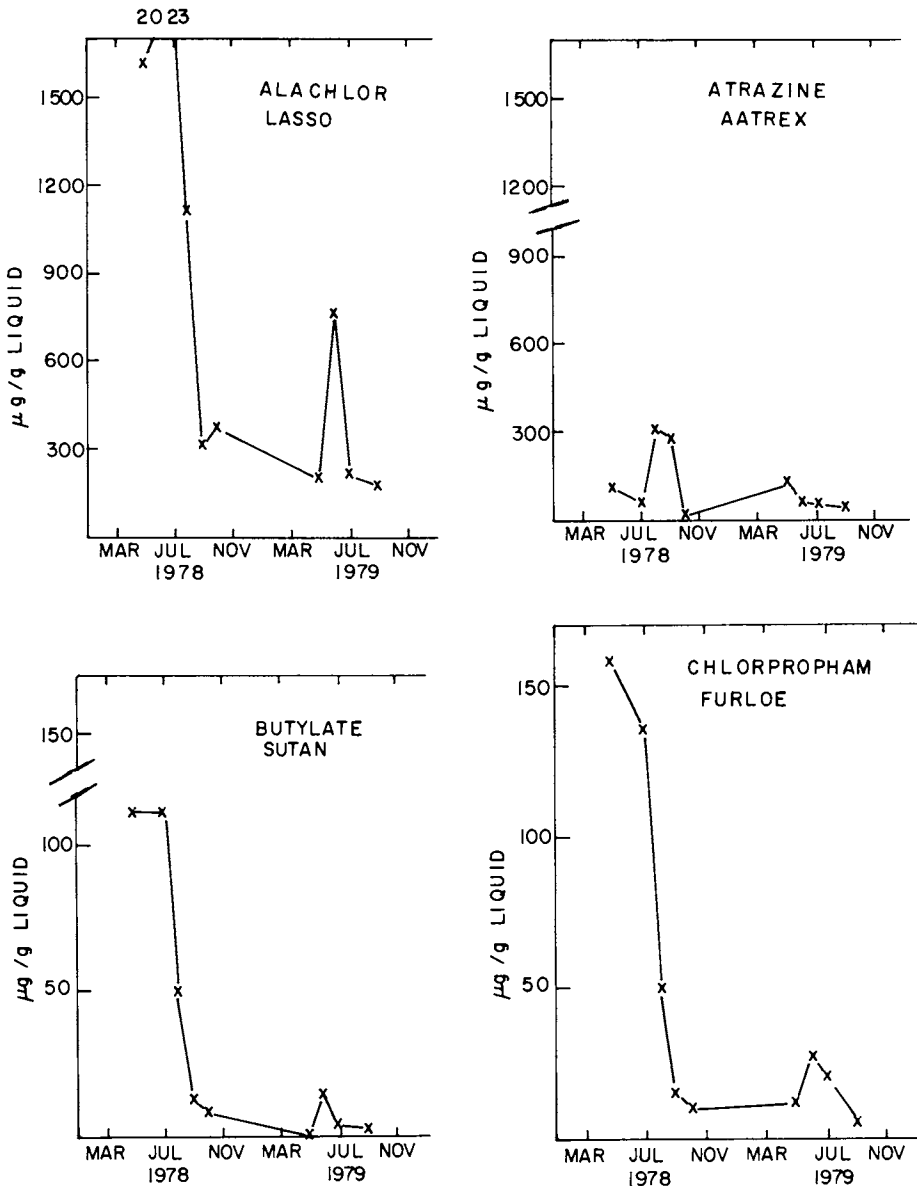 2023
ALACHLOR
LASSO
1500
1200
900
600
300
µg/g LIQUID
MAR JUL NOV MAR JUL NOV
1978 1979
ATRAZINE
AATREX
1500
1200
900
600
300
µg/g LIQUID
MAR JUL NOV MAR JUL NOV
1978 1979
BUTYLATE
SUTAN
150
100
50
µg/g LIQUID
MAR JUL NOV MAR JUL NOV
1978 1979
CHLORPROPHAM
FURLOE
150
100
50
µg/g LIQUID
MAR JUL NOV MAR JUL NOV
1978 1979